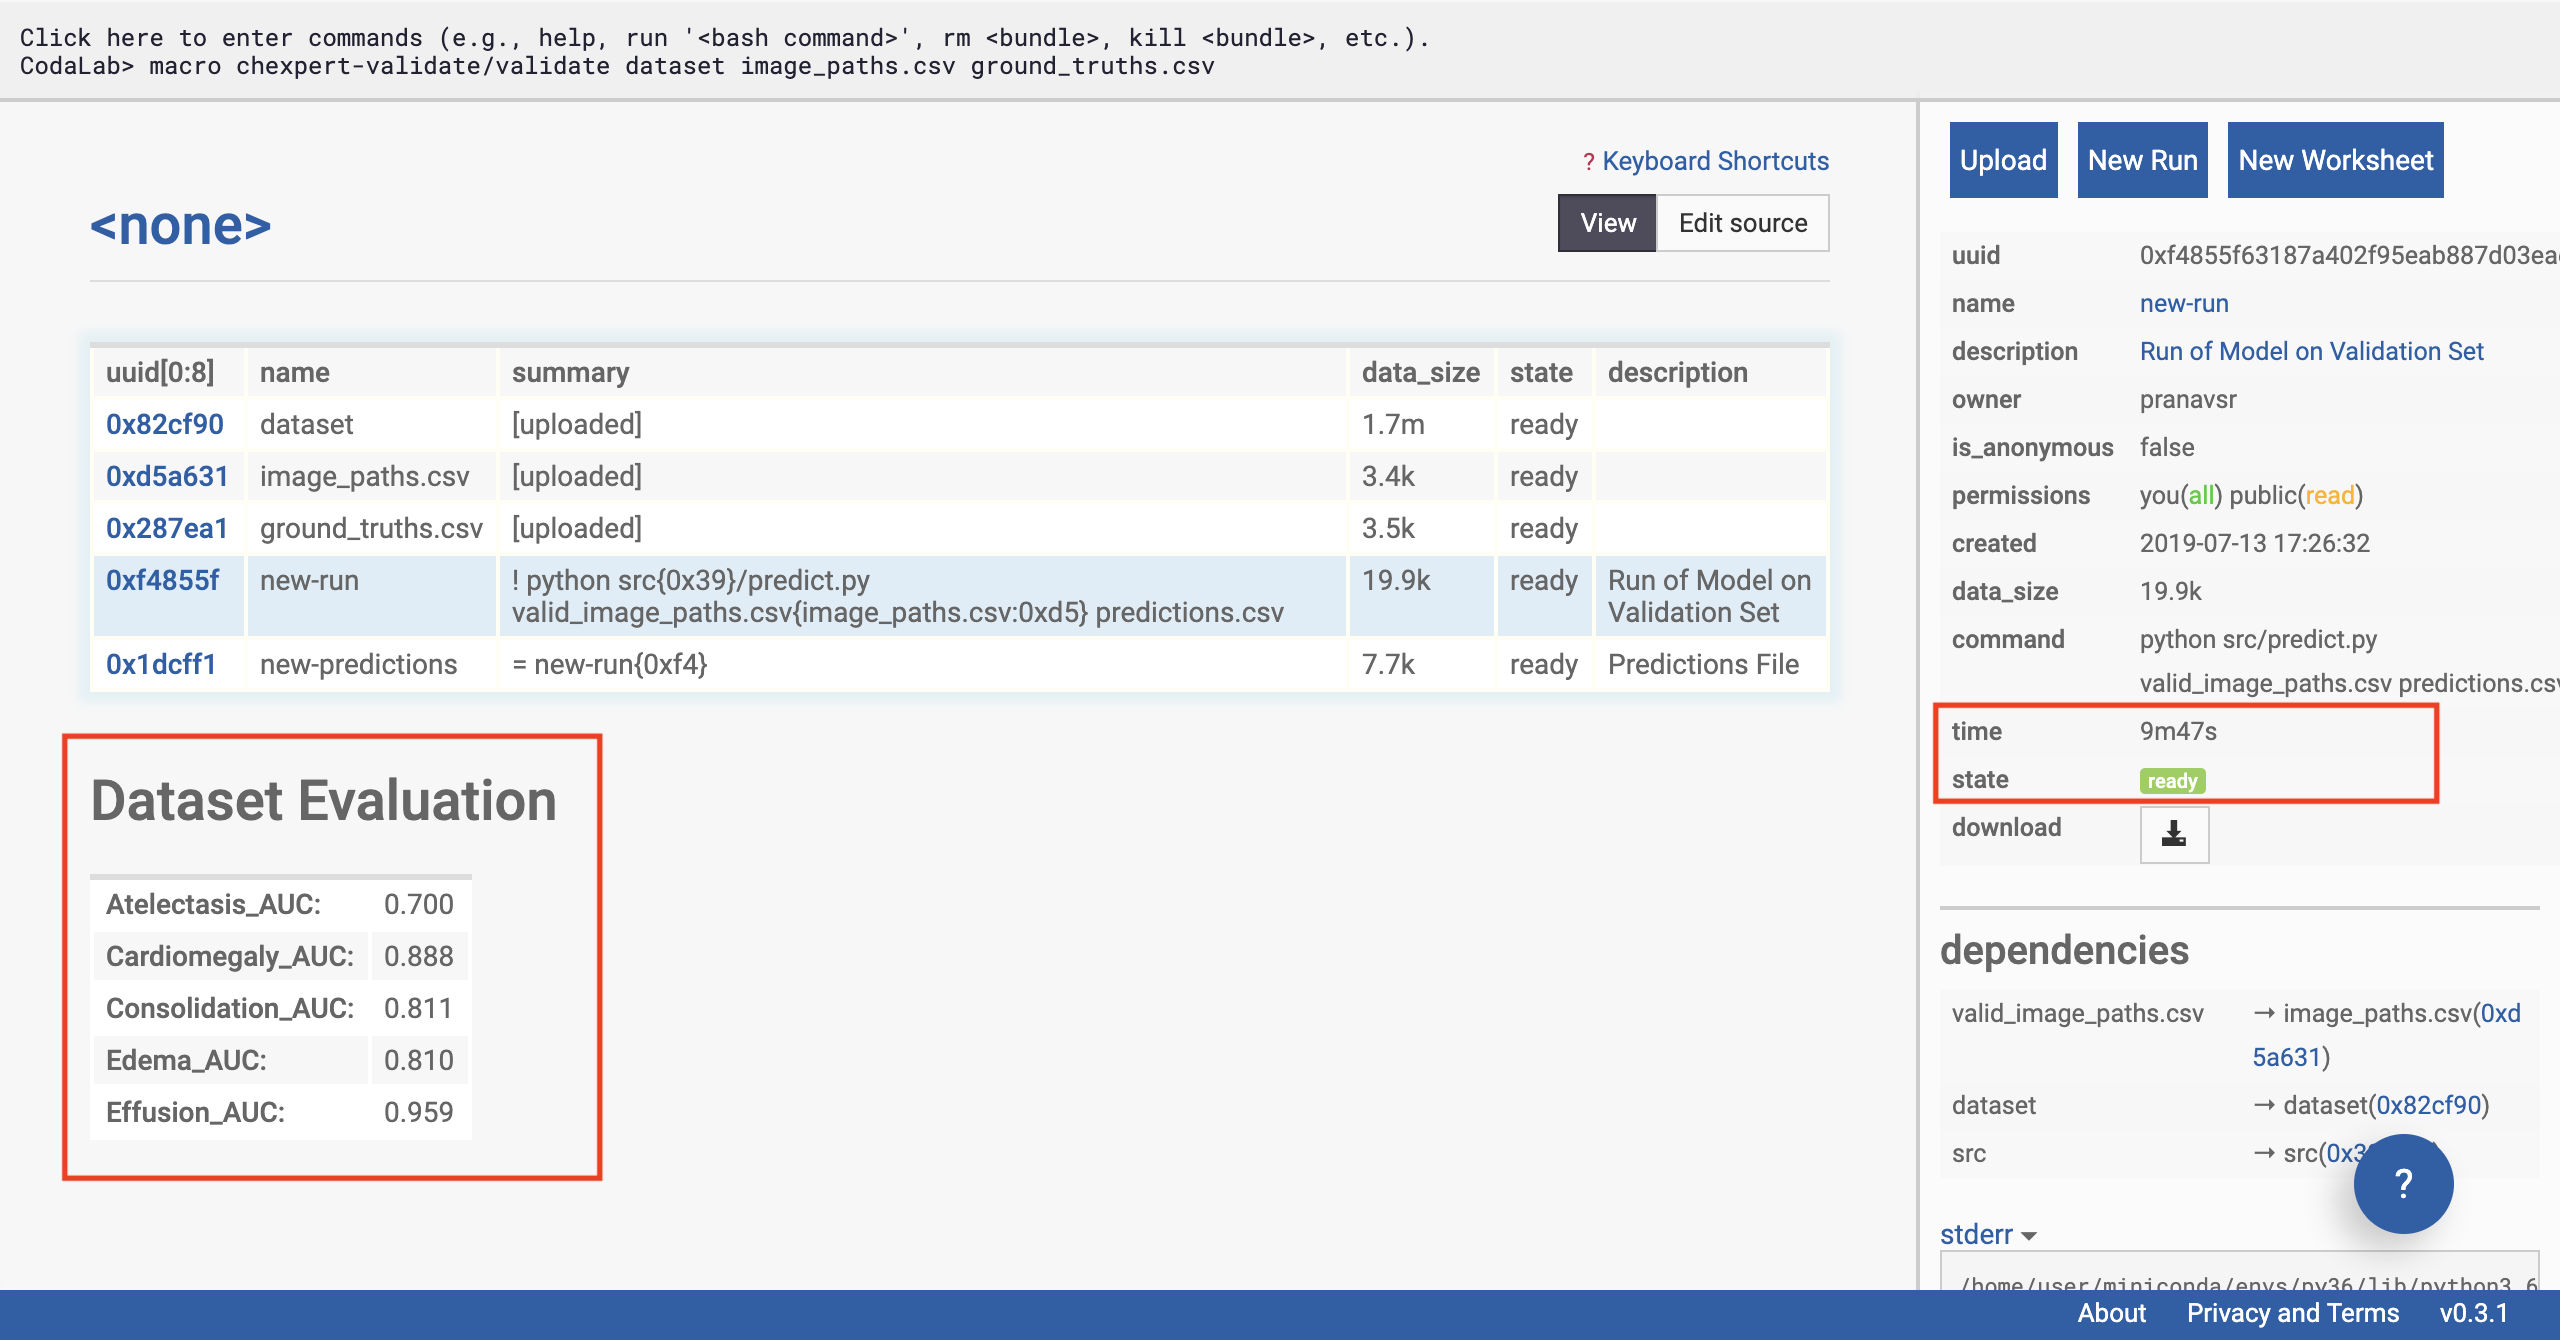 Click here to enter commands (e.g., help, run '<bash command>', rm <bundle>, kill <bundle>, etc.).
CodaLab> macro chexpert-validate/validate dataset image_paths.csv ground_truths.csv
? Keyboard Shortcuts
<none>
View Edit source
uuid[0:8] name summary data_size state description
0x82cf90 dataset [uploaded] 1.7m ready
0xd5a631 image_paths.csv [uploaded] 3.4k ready
0x287ea1 ground_truths.csv [uploaded] 3.5k ready
0xf4855f new-run ! python src{0x39}/predict.py 19.9k ready Run of Model on
valid_image_paths.csv{image_paths.csv:0xd5} predictions.csv Validation Set
0x1dcff1 new-predictions = new-run{0xf4} 7.7k ready Predictions File
Dataset Evaluation
Atelectasis_AUC: 0.700
Cardiomegaly_AUC: 0.888
Consolidation_AUC: 0.811
Edema_AUC: 0.810
Effusion_AUC: 0.959
Upload New Run New Worksheet
uuid 0xf4855f63187a402f95eab887d03ea
name new-run
description Run of Model on Validation Set
owner pranavsr
is_anonymous false
permissions you(all) public(read)
created 2019-07-13 17:26:32
data_size 19.9k
command python src/predict.py
valid_image_paths.csv predictions.csv
time 9m47s
state ready
download
dependencies
valid_image_paths.csv → image_paths.csv(0xd
5a631)
dataset → dataset(0x82cf90)
src → src(0x3
?
stderr
/home/user/miniconda/envs/py36/lib/python3.6
About Privacy and Terms v0.3.1